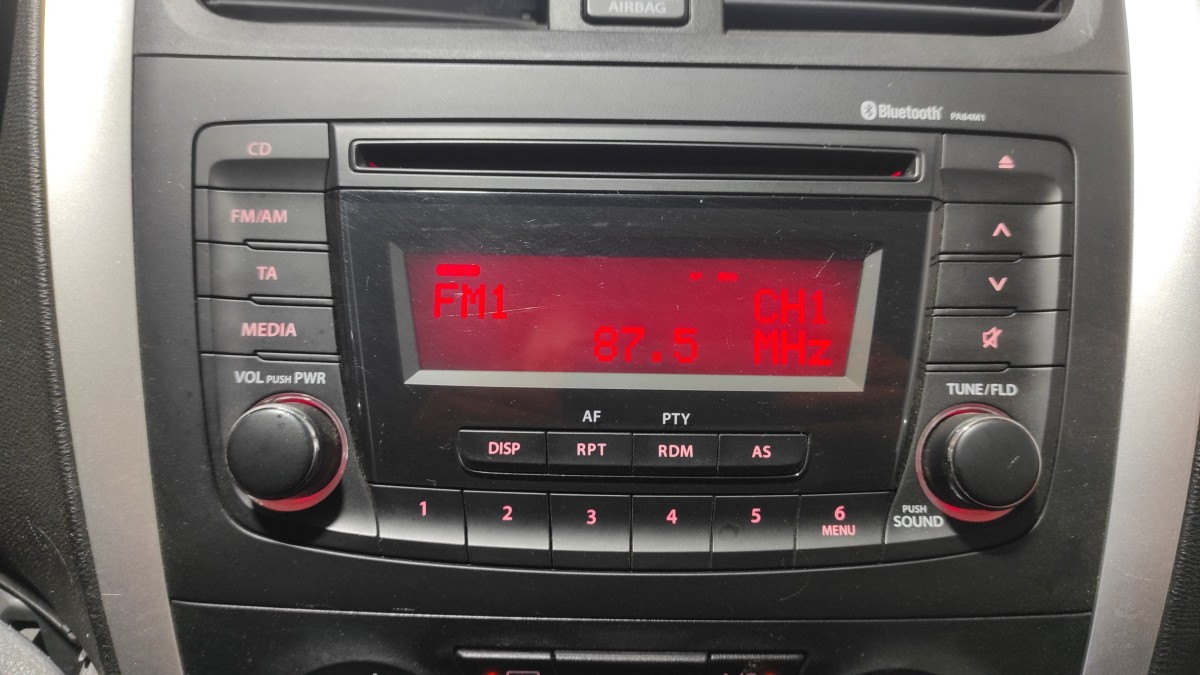 AIRBAG
Bluetooth PA84M1
CD
FM/AM
TA
MEDIA
VOL PUSH PWR
FM1 CH1
87.5 MHz
TUNE/FLD
AF PTY
DISP RPT RDM AS
1 2 3 4 5 6
MENU
PUSH
SOUND